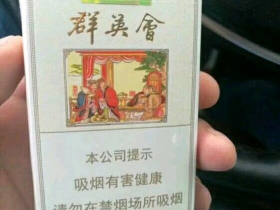 群英會
本公司提示
吸烟有害健康
请勿在禁烟场所吸烟